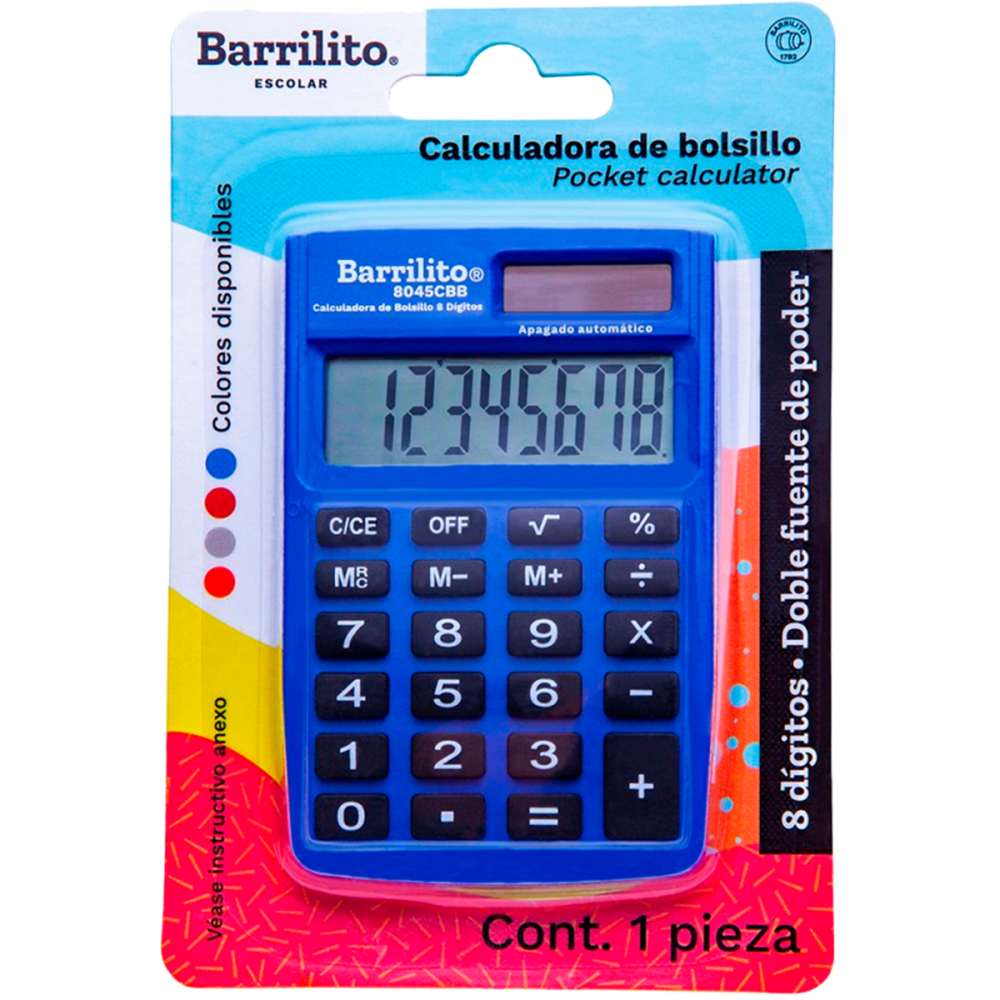 Barrilito®
ESCOLAR
BARRILITO
1792
Calculadora de bolsillo
Pocket calculator
Colores disponibles
Barrilito®
8045CBB
Calculadora de Bolsillo 8 Dígitos
Apagado automático
12345678.
C/CE OFF √ %
MRC M− M+ ÷
7 8 9 X
4 5 6 −
1 2 3 +
0 . =
8 dígitos • Doble fuente de poder
Véase instructivo anexo
Cont. 1 pieza